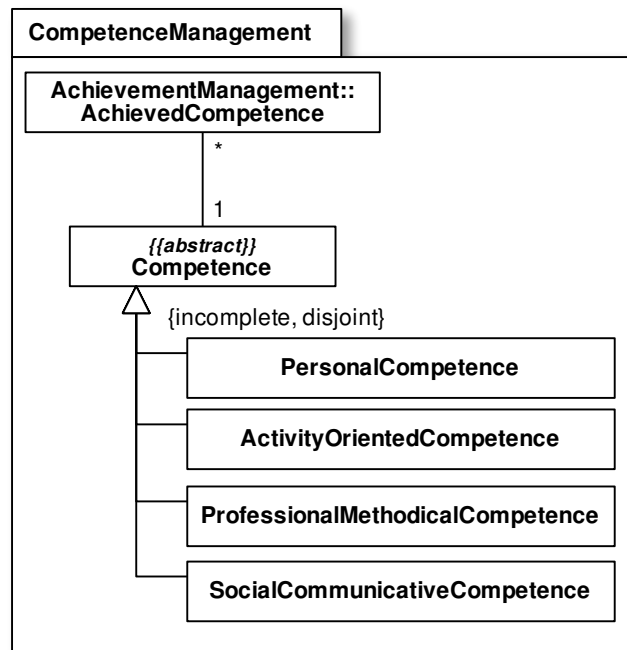 CompetenceManagement
AchievementManagement::
AchievedCompetence
*
1
{{abstract}}
Competence
{incomplete, disjoint}
PersonalCompetence
ActivityOrientedCompetence
ProfessionalMethodicalCompetence
SocialCommunicativeCompetence